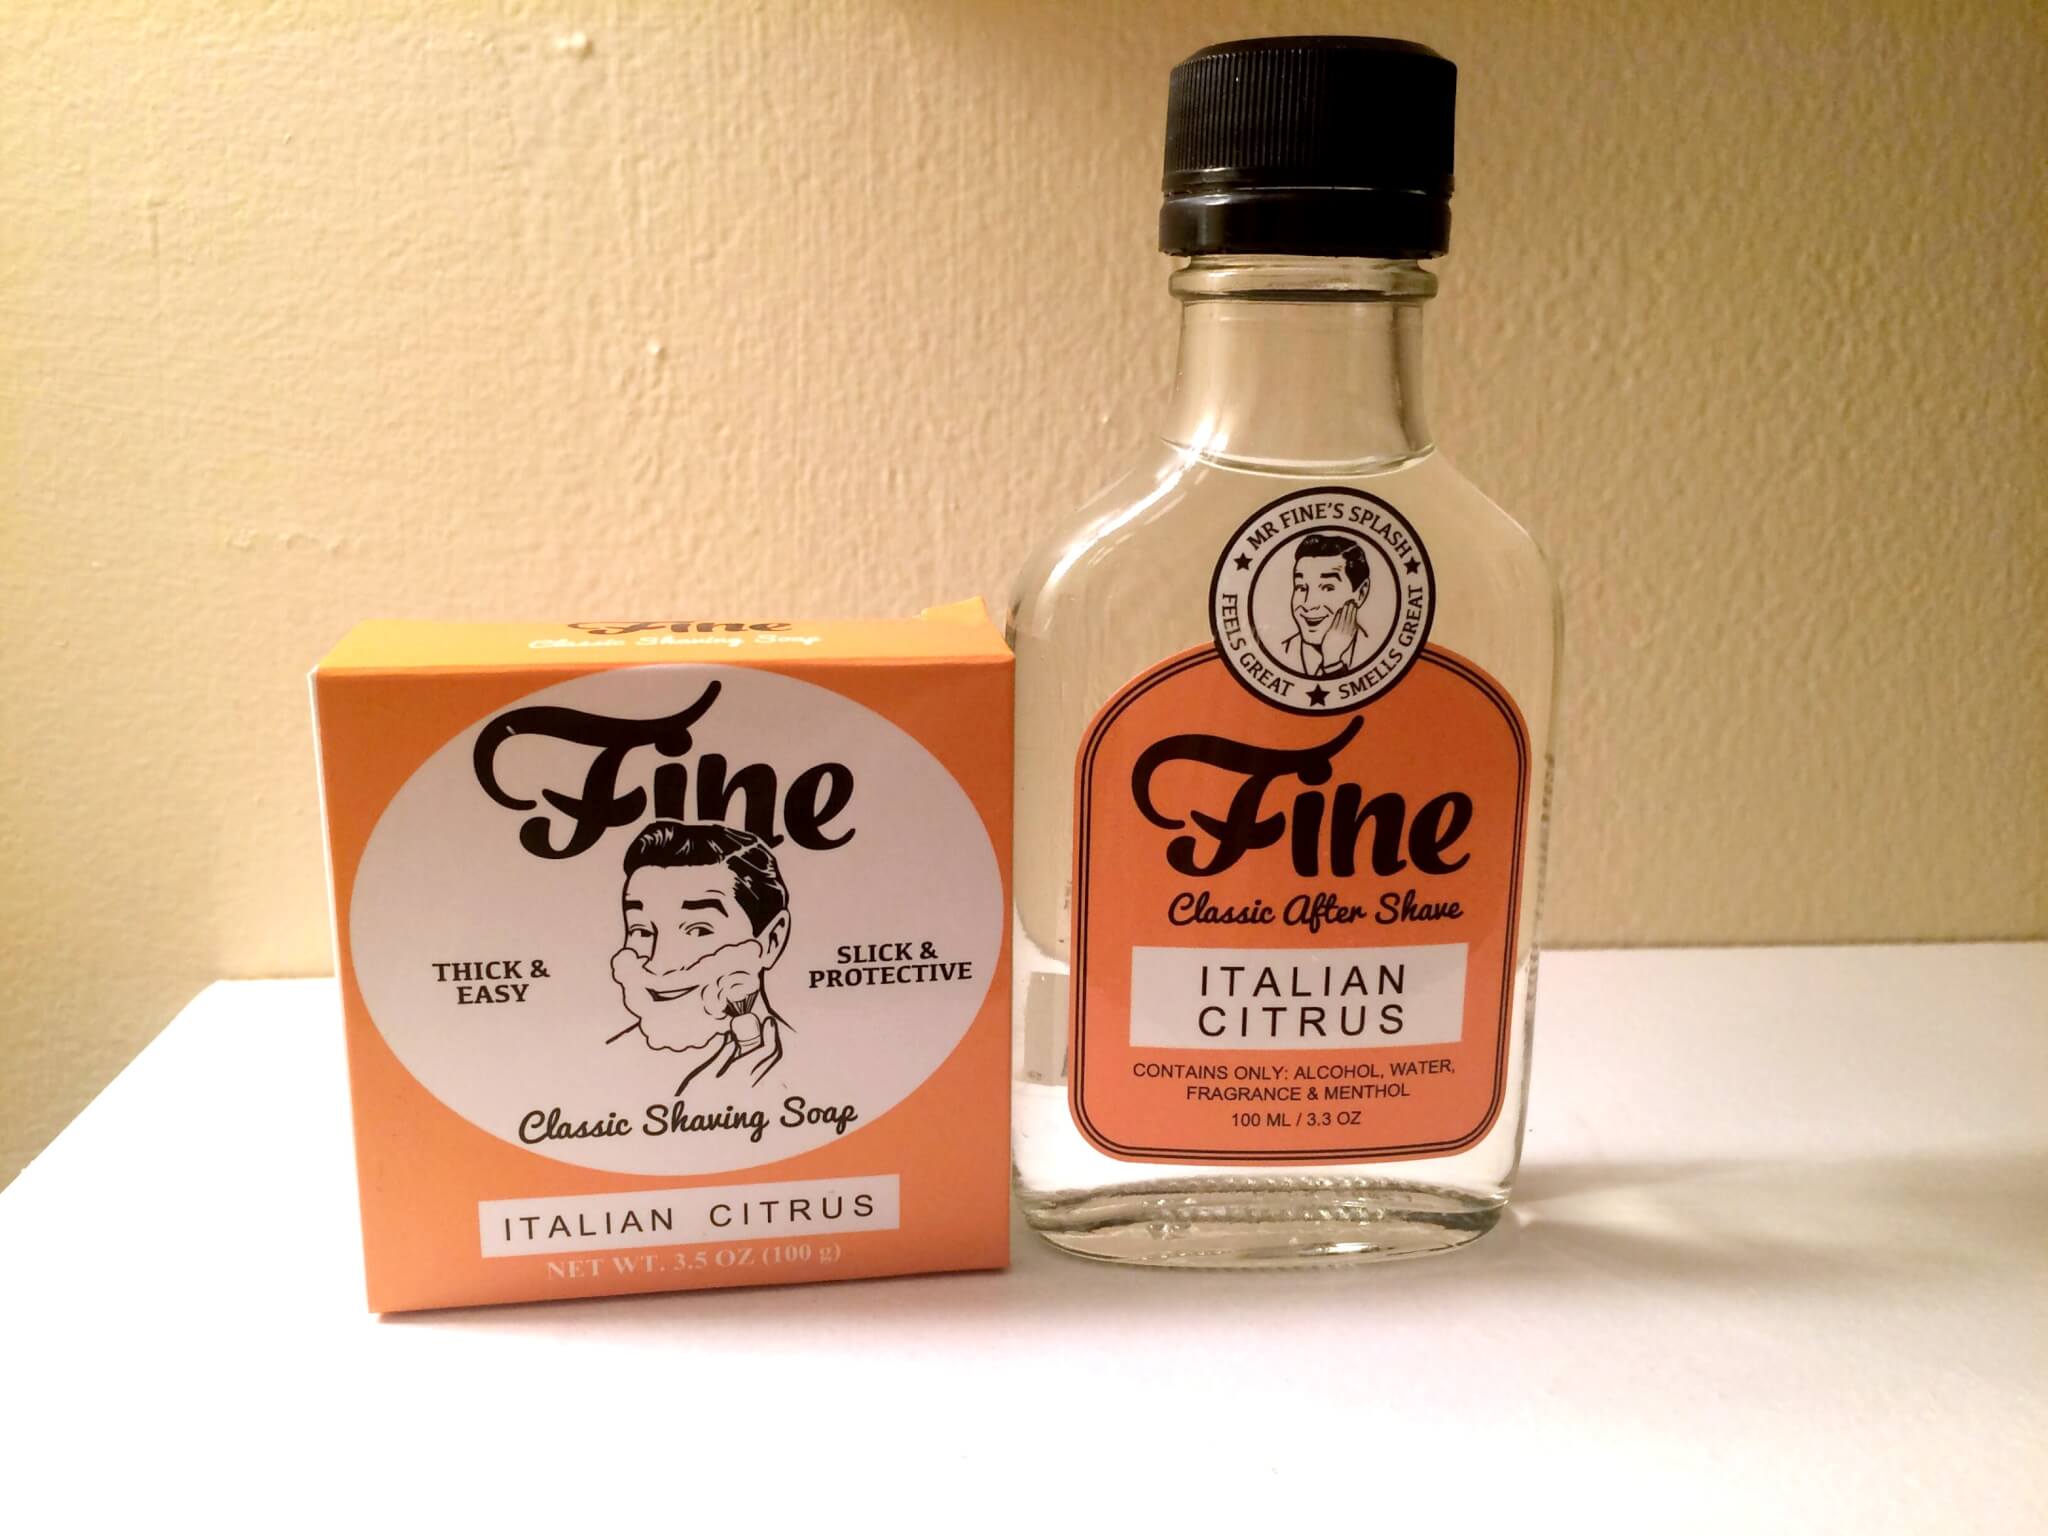 Fine
Classic Shaving Soap
Fine
THICK &
EASY
SLICK &
PROTECTIVE
Classic Shaving Soap
ITALIAN CITRUS
NET WT. 3.5 OZ (100 g)
MR FINE'S SPLASH
FEELS GREAT
SMELLS GREAT
Fine
Classic After Shave
ITALIAN
CITRUS
CONTAINS ONLY: ALCOHOL, WATER,
FRAGRANCE & MENTHOL
100 ML / 3.3 OZ